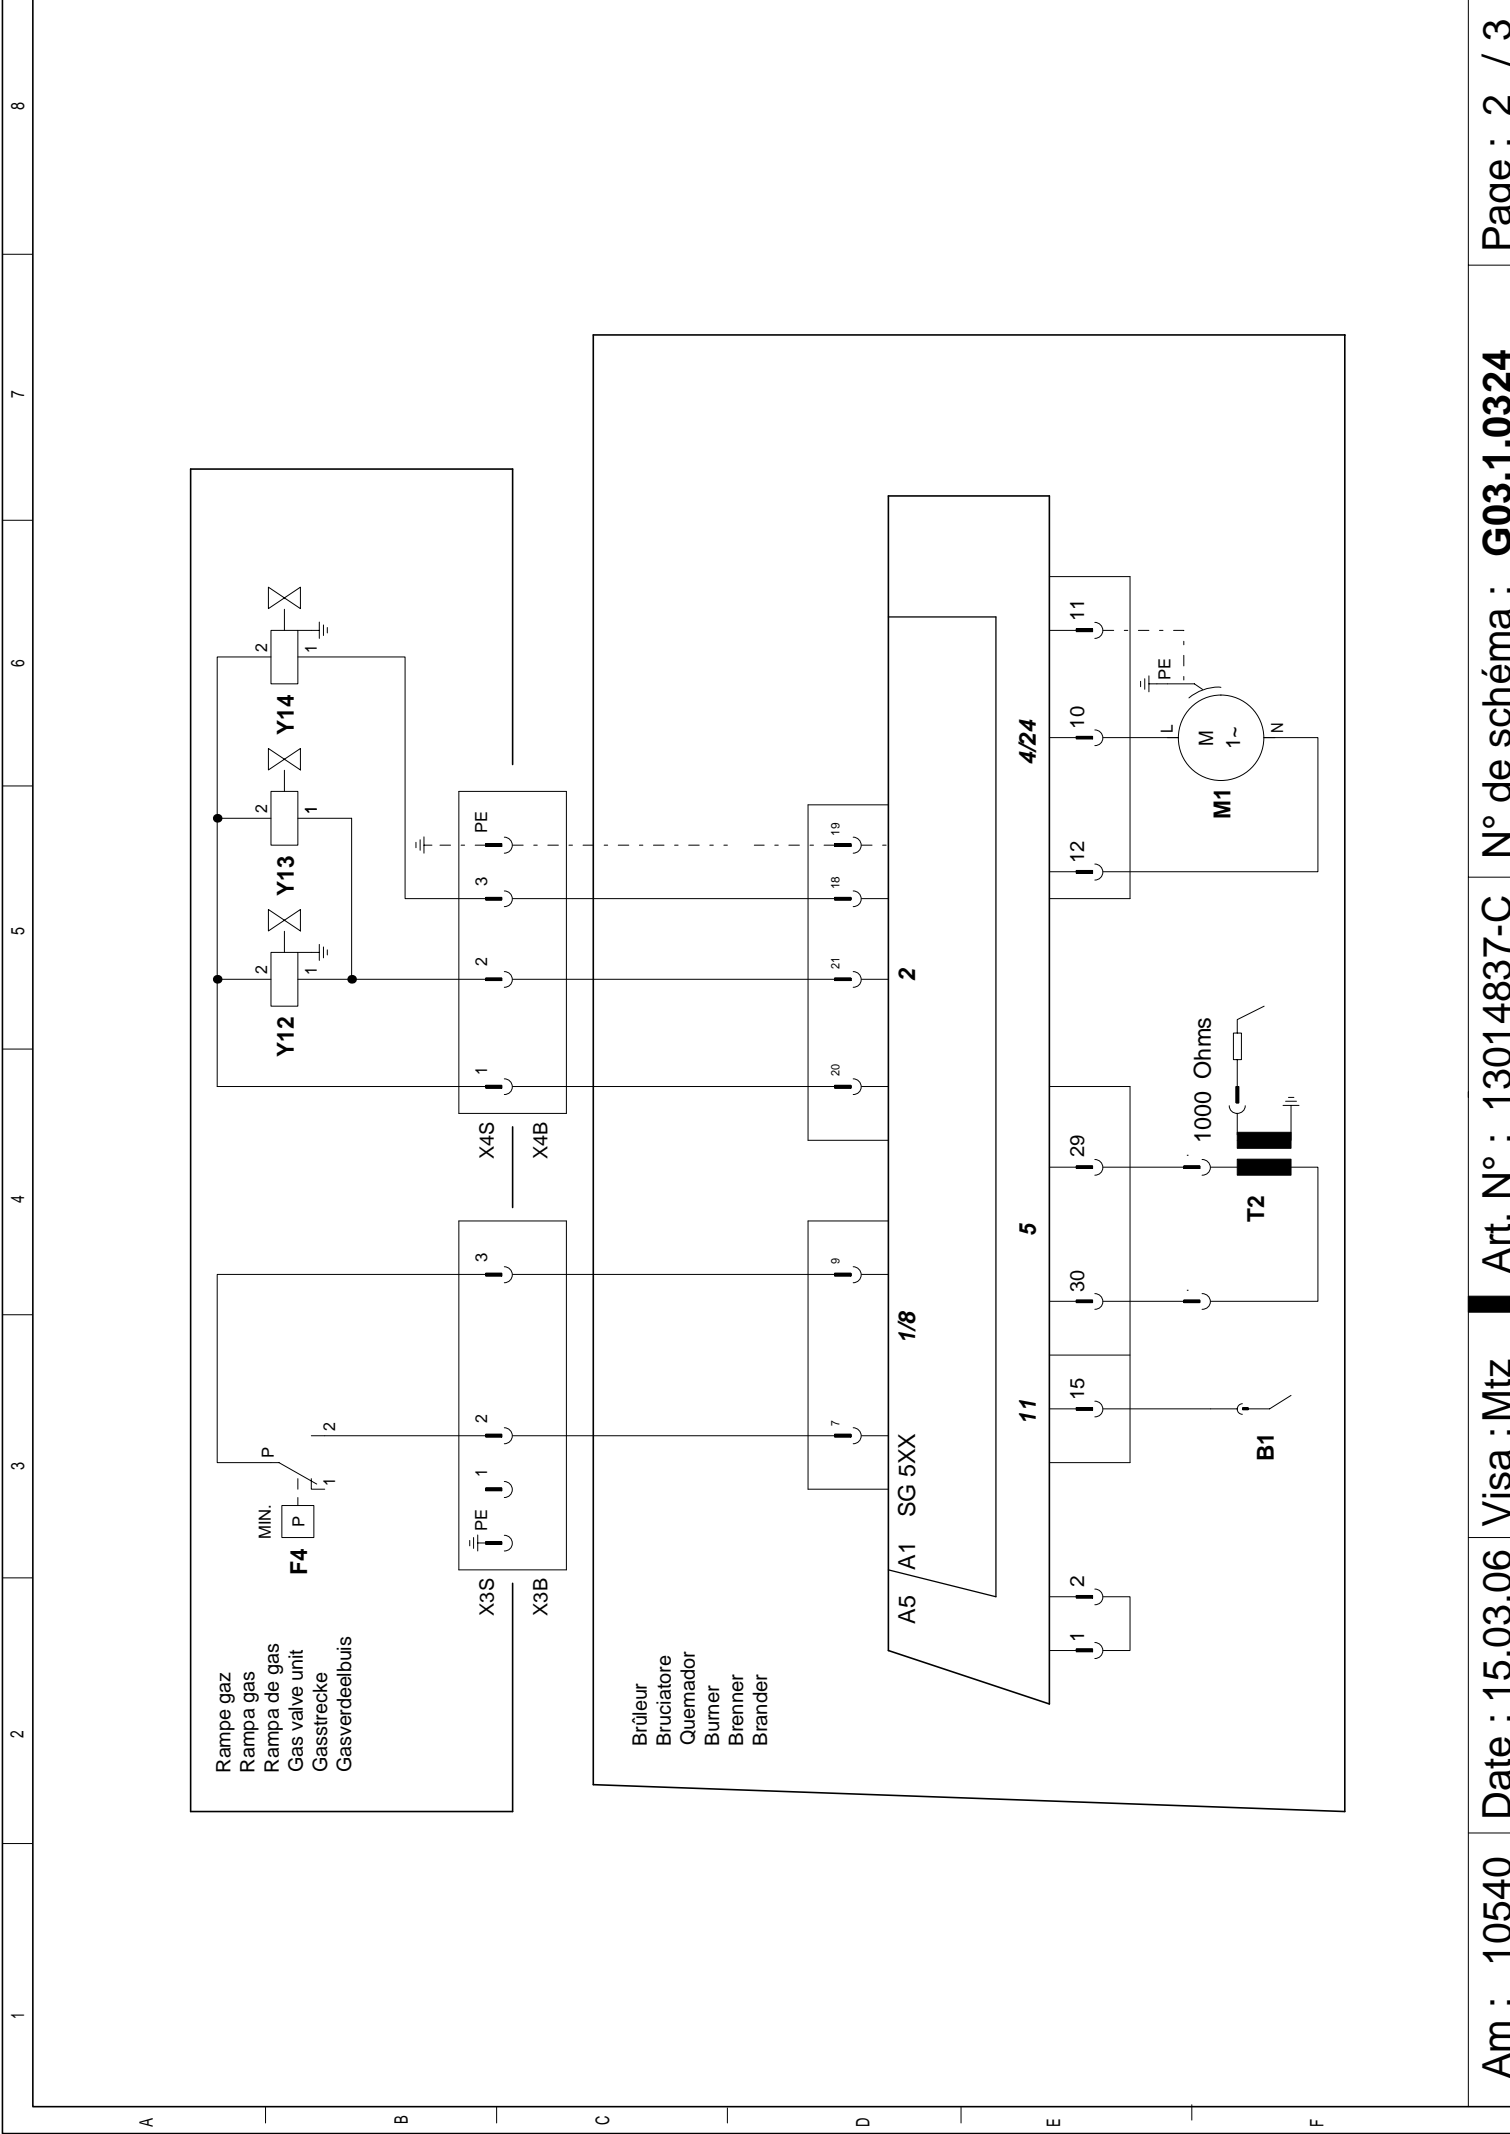 1 2 3 4 5 6 7 8
A
B
C
D
E
F
Rampe gaz
Rampa gas
Rampa de gas
Gas valve unit
Gasstrecke
Gasverdeelbuis
MIN.
P
F4
P
1
2
Y12
2
1
Y13
2
1
Y14
2
1
X3S
X3B
PE 1 2 3
X4S
X4B
1 2 3 PE
Brûleur
Bruciatore
Quemador
Burner
Brenner
Brander
7 9
20 21 18 19
A5 A1 SG 5XX 1/8 2
11 5 4/24
1 2 15 30 29 12 10 11
B1
T2
1000 Ohms
M1
M
1~
L
N
PE
Am : 10540 Date : 15.03.06 Visa : Mtz Art. N° : 13014837-C N° de schéma : G03.1.0324 Page : 2 / 3